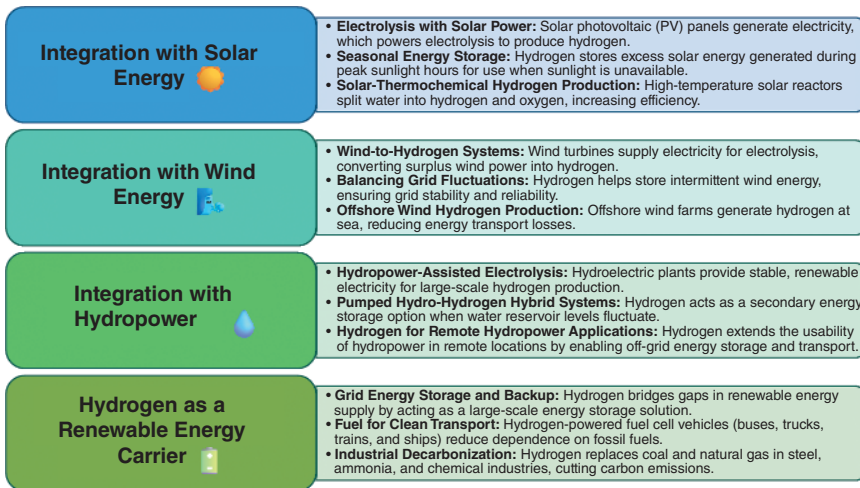 Integration with Solar
Energy
• Electrolysis with Solar Power: Solar photovoltaic (PV) panels generate electricity,
which powers electrolysis to produce hydrogen.
• Seasonal Energy Storage: Hydrogen stores excess solar energy generated during
peak sunlight hours for use when sunlight is unavailable.
• Solar-Thermochemical Hydrogen Production: High-temperature solar reactors
split water into hydrogen and oxygen, increasing efficiency.
Integration with Wind
Energy
• Wind-to-Hydrogen Systems: Wind turbines supply electricity for electrolysis,
converting surplus wind power into hydrogen.
• Balancing Grid Fluctuations: Hydrogen helps store intermittent wind energy,
ensuring grid stability and reliability.
• Offshore Wind Hydrogen Production: Offshore wind farms generate hydrogen at
sea, reducing energy transport losses.
Integration with
Hydropower
• Hydropower-Assisted Electrolysis: Hydroelectric plants provide stable, renewable
electricity for large-scale hydrogen production.
• Pumped Hydro-Hydrogen Hybrid Systems: Hydrogen acts as a secondary energy
storage option when water reservoir levels fluctuate.
• Hydrogen for Remote Hydropower Applications: Hydrogen extends the usability
of hydropower in remote locations by enabling off-grid energy storage and transport.
Hydrogen as a
Renewable Energy
Carrier
• Grid Energy Storage and Backup: Hydrogen bridges gaps in renewable energy
supply by acting as a large-scale energy storage solution.
• Fuel for Clean Transport: Hydrogen-powered fuel cell vehicles (buses, trucks,
trains, and ships) reduce dependence on fossil fuels.
• Industrial Decarbonization: Hydrogen replaces coal and natural gas in steel,
ammonia, and chemical industries, cutting carbon emissions.